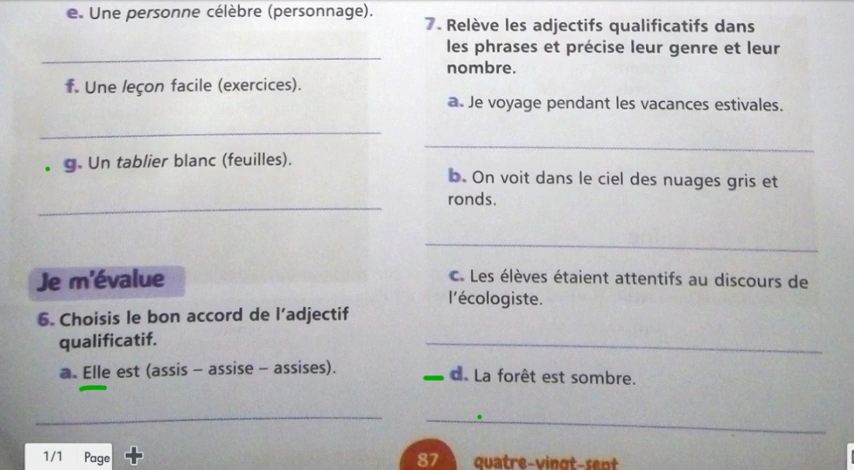 e. Une personne célèbre (personnage).
f. Une leçon facile (exercices).
g. Un tablier blanc (feuilles).
Je m'évalue
6. Choisis le bon accord de l'adjectif
qualificatif.
a. Elle est (assis – assise – assises).
7. Relève les adjectifs qualificatifs dans
les phrases et précise leur genre et leur
nombre.
a. Je voyage pendant les vacances estivales.
b. On voit dans le ciel des nuages gris et
ronds.
c. Les élèves étaient attentifs au discours de
l'écologiste.
d. La forêt est sombre.
1/1 Page
87 quatre-vingt-sept